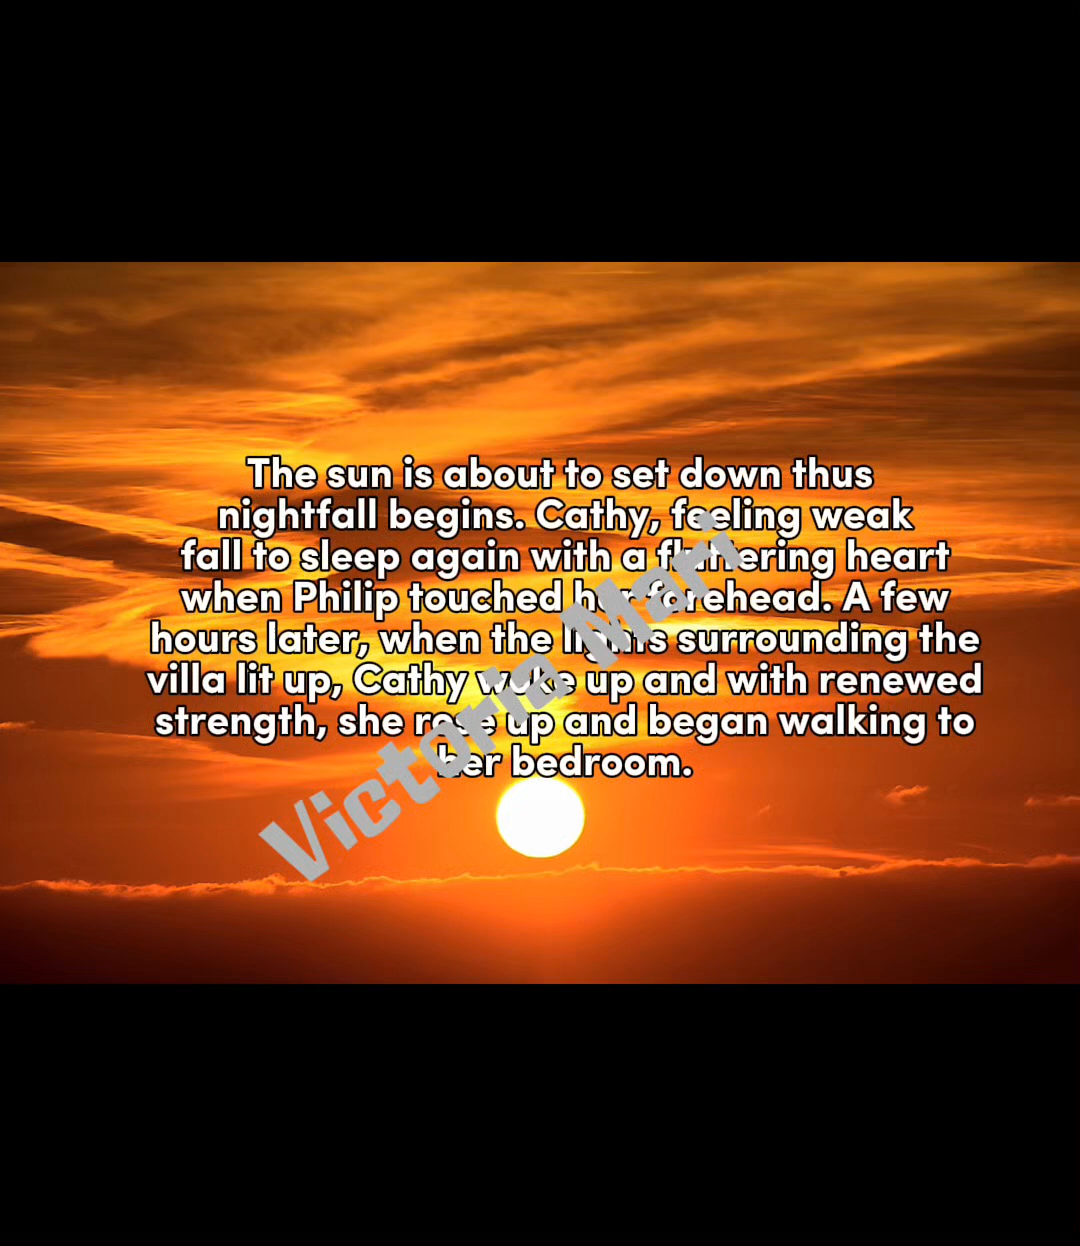 The sun is about to set down thus
nightfall begins. Cathy, feeling weak
fall to sleep again with a fluttering heart
when Philip touched her forehead. A few
hours later, when the lights surrounding the
villa lit up, Cathy woke up and with renewed
strength, she rose up and began walking to
her bedroom.
Victoria Mari